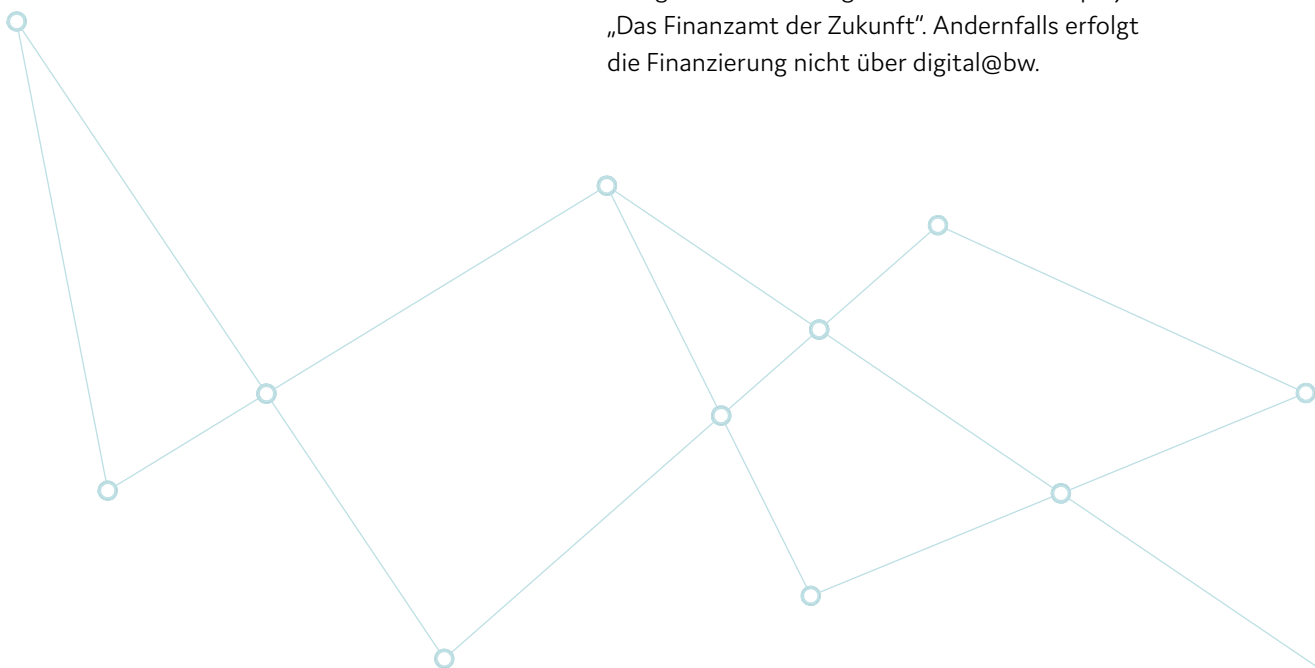 „Das Finanzamt der Zukunft“. Andernfalls erfolgt
die Finanzierung nicht über digital@bw.